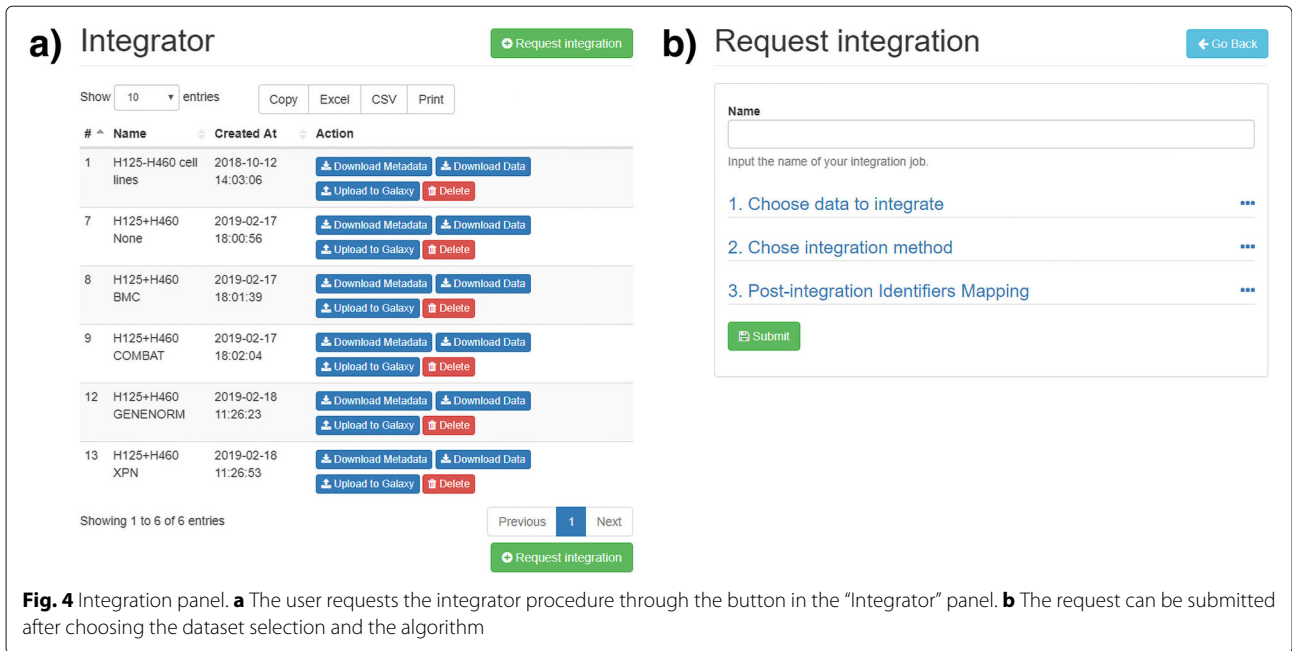 a) Integrator
Request integration
Show 10 entries
Copy Excel CSV Print
# Name Created At Action
1 H125-H460 cell 2018-10-12 Download Metadata Download Data
lines 14:03:06 Upload to Galaxy Delete
7 H125+H460 2019-02-17 Download Metadata Download Data
None 18:00:56 Upload to Galaxy Delete
8 H125+H460 2019-02-17 Download Metadata Download Data
BMC 18:01:39 Upload to Galaxy Delete
9 H125+H460 2019-02-17 Download Metadata Download Data
COMBAT 18:02:04 Upload to Galaxy Delete
12 H125+H460 2019-02-18 Download Metadata Download Data
GENENORM 11:26:23 Upload to Galaxy Delete
13 H125+H460 2019-02-18 Download Metadata Download Data
XPN 11:26:53 Upload to Galaxy Delete
Showing 1 to 6 of 6 entries
Previous 1 Next
Request integration
b) Request integration
Go Back
Name
Input the name of your integration job.
1. Choose data to integrate
2. Chose integration method
3. Post-integration Identifiers Mapping
Submit
Fig. 4 Integration panel. a The user requests the integrator procedure through the button in the “Integrator” panel. b The request can be submitted
after choosing the dataset selection and the algorithm